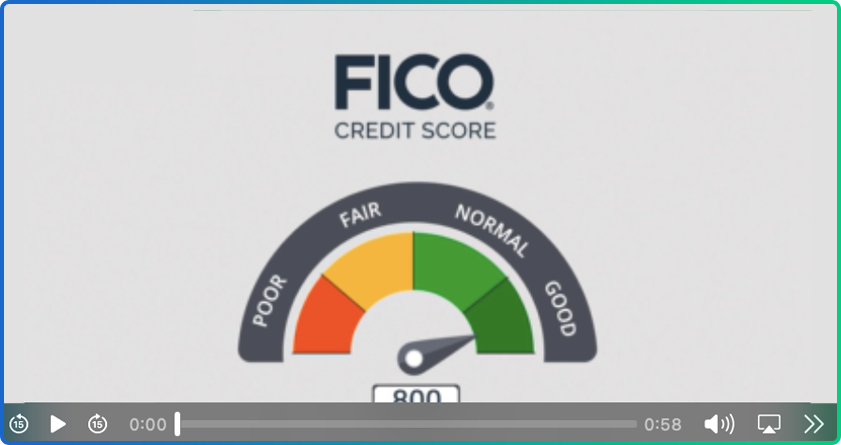 FICO®
CREDIT SCORE
POOR
FAIR
NORMAL
GOOD
800
15
15
0:00
0:58